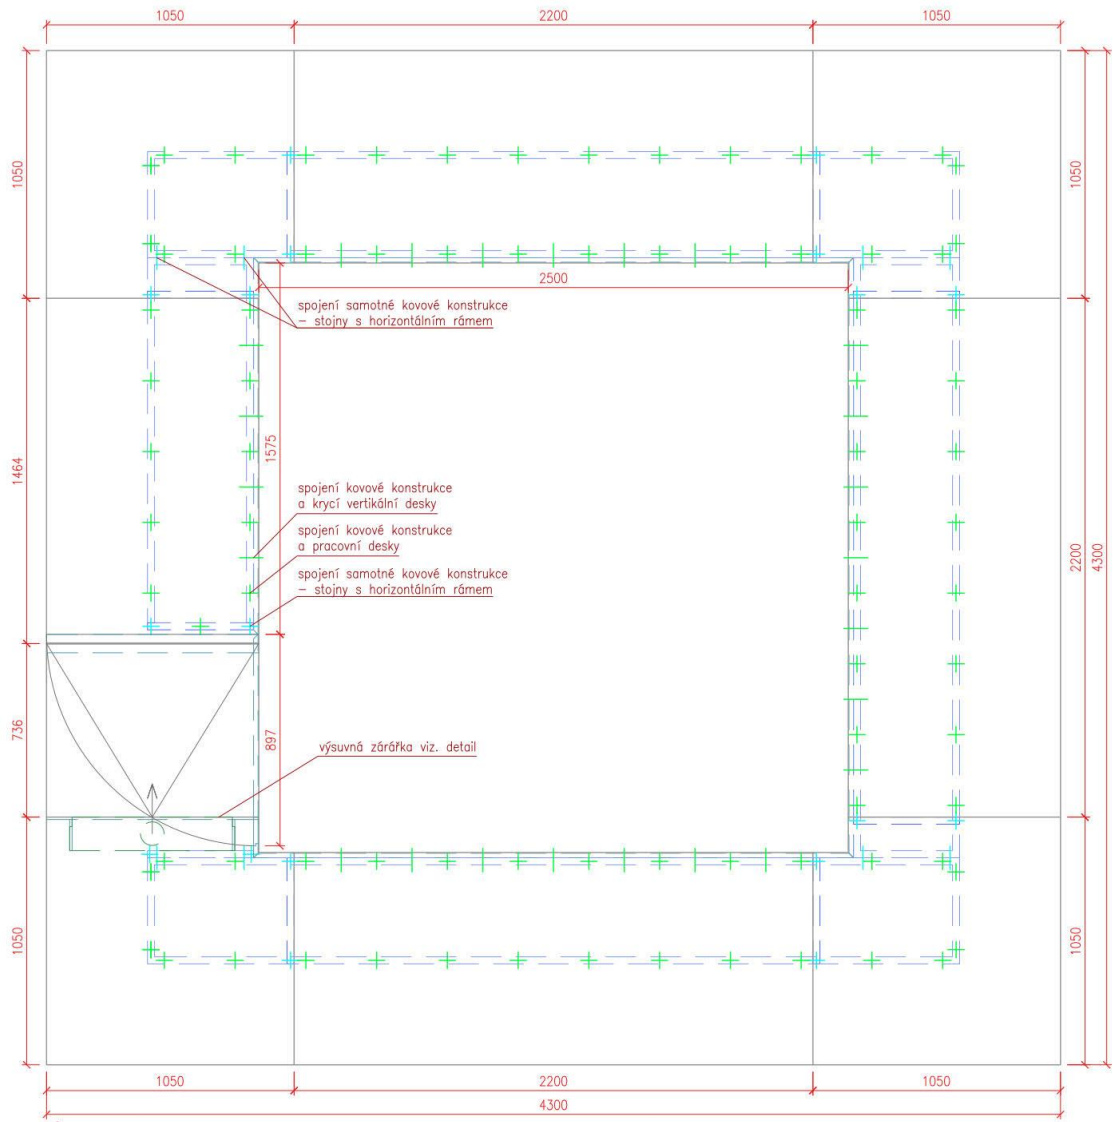 1050
2200
1050
1050
1050
2500
spojení samotné kovové konstrukce
– stojny s horizontálním rámem
1575
1464
spojení kovové konstrukce
a krycí vertikální desky
spojení kovové konstrukce
a pracovní desky
2200
4300
spojení samotné kovové konstrukce
– stojny s horizontálním rámem
736
897
výsuvná zárářka viz. detail
1050
1050
1050
2200
1050
4300